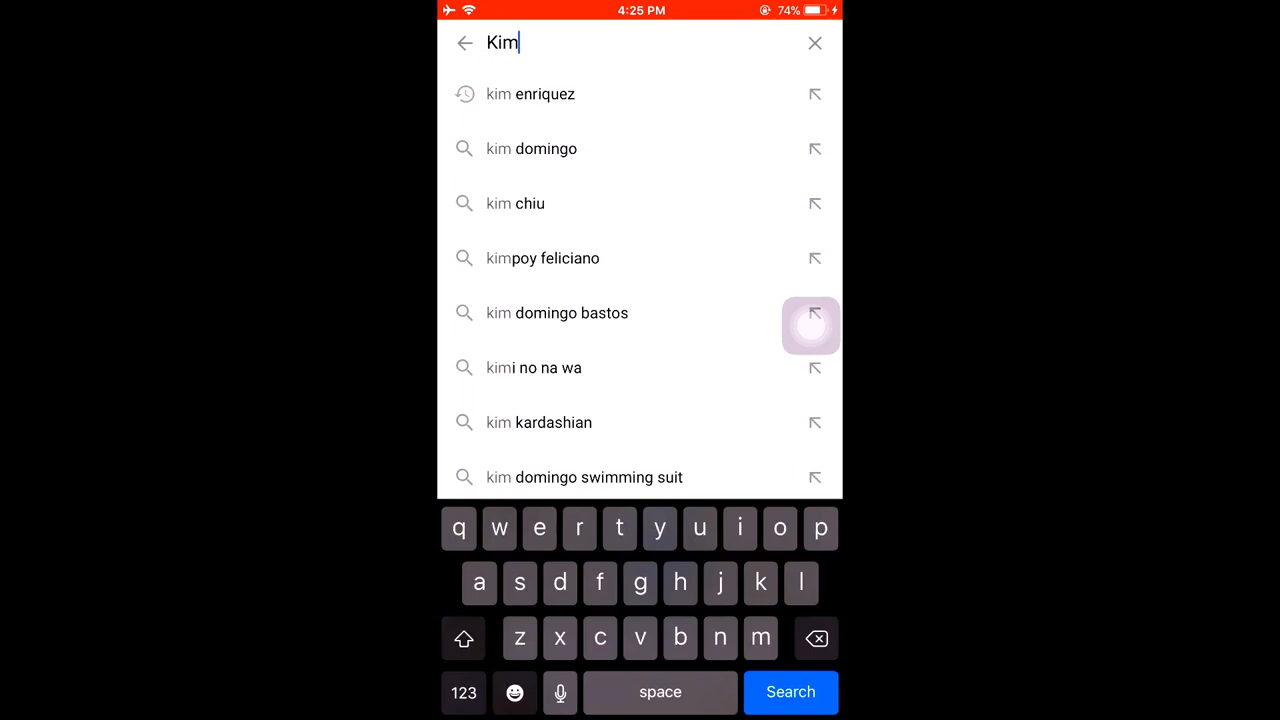 4:25 PM 74%
Kim
kim enriquez
kim domingo
kim chiu
kimpoy feliciano
kim domingo bastos
kimi no na wa
kim kardashian
kim domingo swimming suit
q w e r t y u i o p
a s d f g h j k l
z x c v b n m
123 space Search